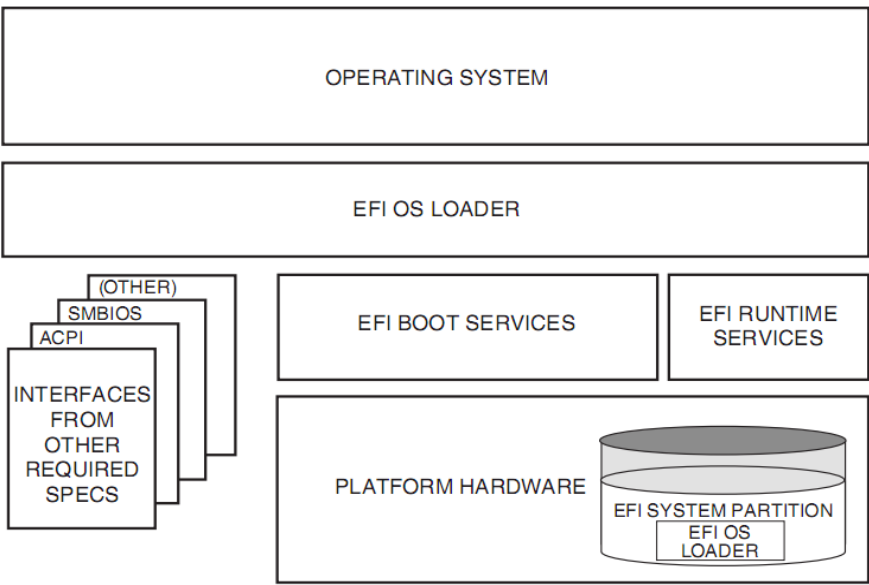 OPERATING SYSTEM
EFI OS LOADER
(OTHER)
SMBIOS
ACPI
INTERFACES
FROM
OTHER
REQUIRED
SPECS
EFI BOOT SERVICES
EFI RUNTIME
SERVICES
PLATFORM HARDWARE
EFI SYSTEM PARTITION
EFI OS
LOADER